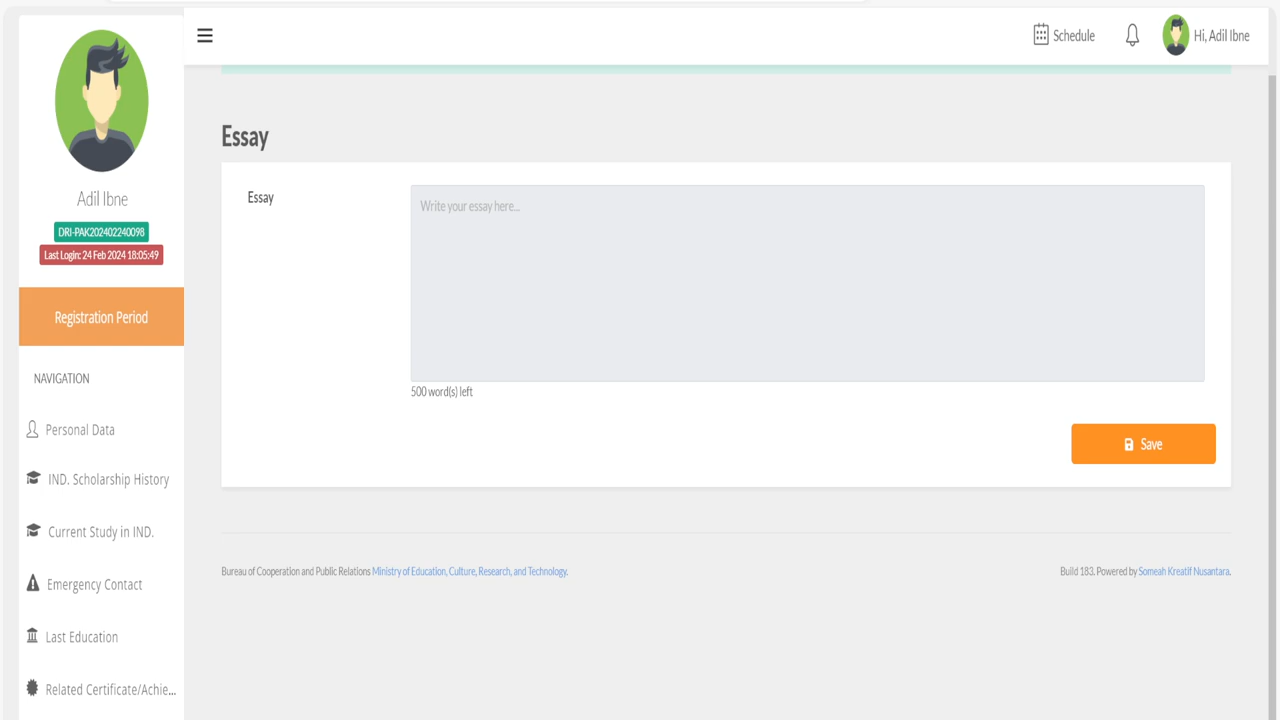 Schedule
Hi, Adil Ibne
Adil Ibne
DRI-PAK202402240098
Last Login: 24 Feb 2024 18:05:49
Registration Period
NAVIGATION
Personal Data
IND. Scholarship History
Current Study in IND.
Emergency Contact
Last Education
Related Certificate/Achie...
Essay
Essay
Write your essay here...
500 word(s) left
Save
Bureau of Cooperation and Public Relations Ministry of Education, Culture, Research, and Technology.
Build 183. Powered by Someah Kreatif Nusantara.